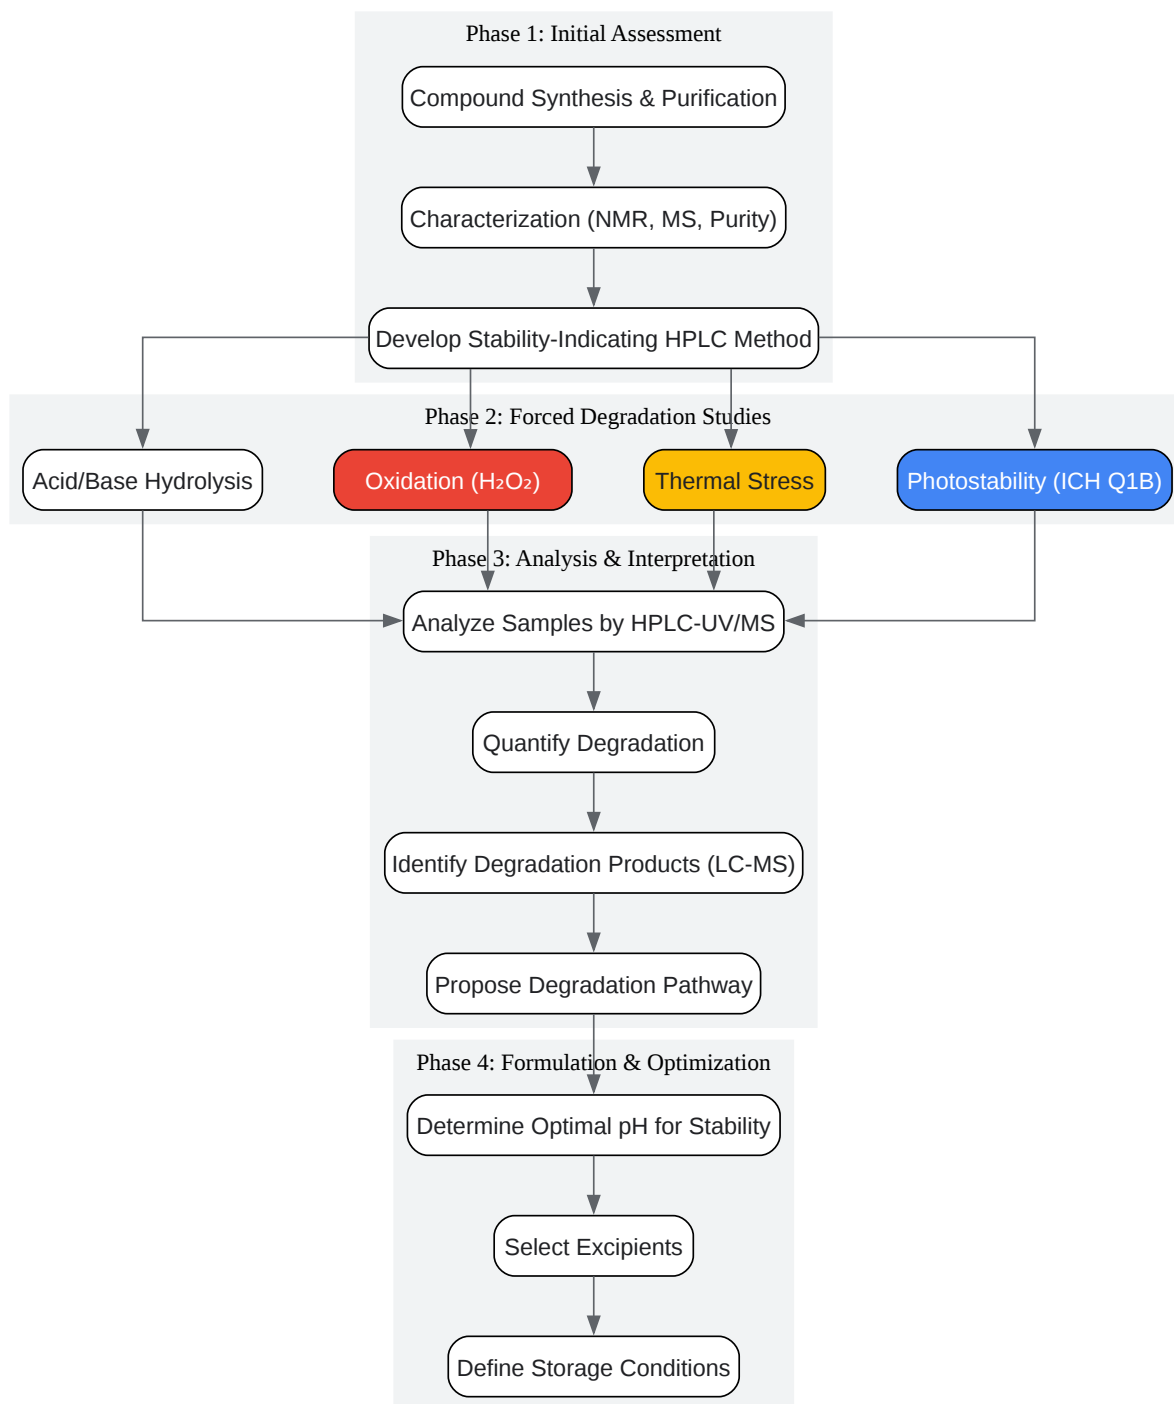 Phase 1: Initial Assessment
Compound Synthesis & Purification
Characterization (NMR, MS, Purity)
Develop Stability-Indicating HPLC Method
Phase 2: Forced Degradation Studies
Acid/Base Hydrolysis
Oxidation (H₂O₂)
Thermal Stress
Photostability (ICH Q1B)
Phase 3: Analysis & Interpretation
Analyze Samples by HPLC-UV/MS
Quantify Degradation
Identify Degradation Products (LC-MS)
Propose Degradation Pathway
Phase 4: Formulation & Optimization
Determine Optimal pH for Stability
Select Excipients
Define Storage Conditions